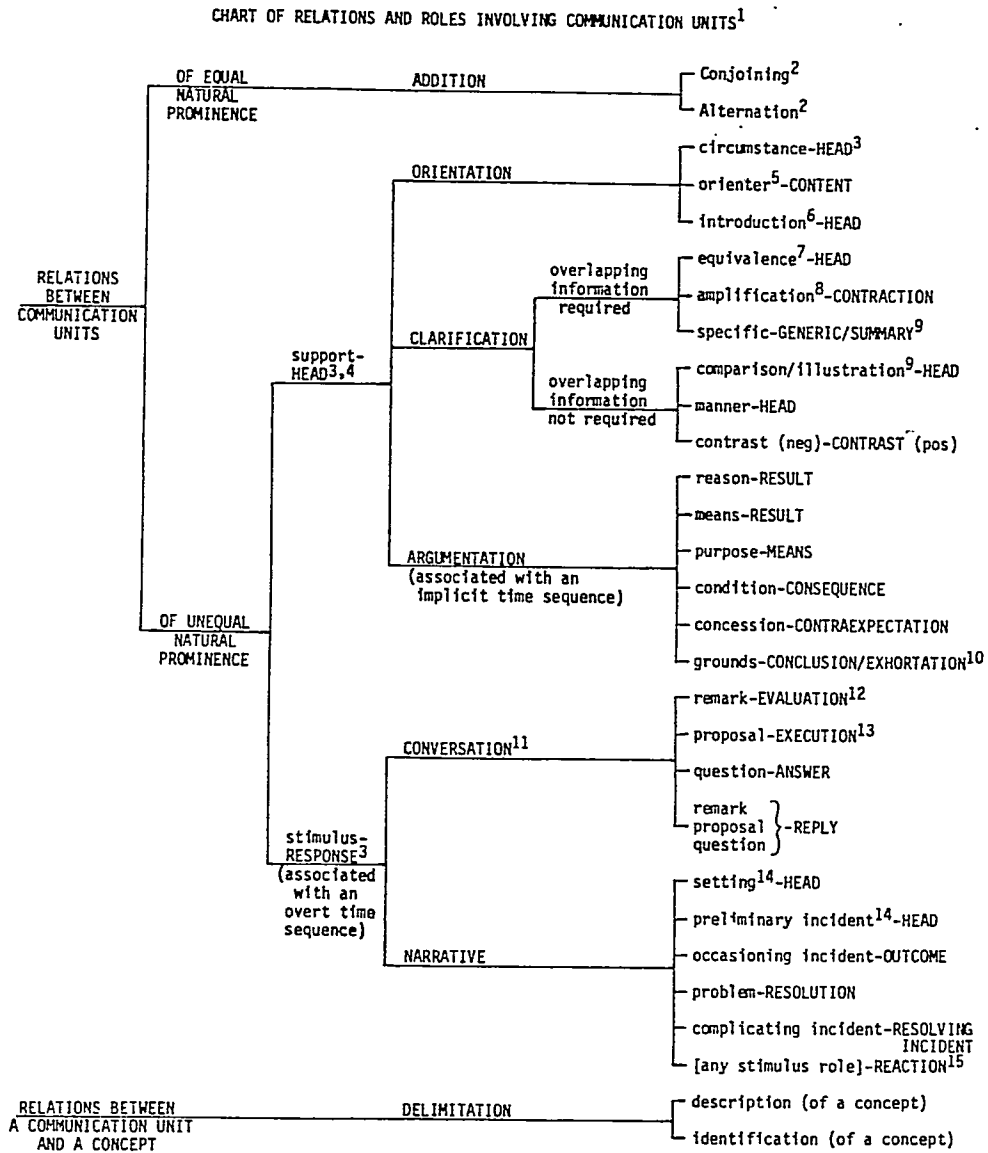 CHART OF RELATIONS AND ROLES INVOLVING COMMUNICATION UNITS1
OF EQUAL
NATURAL
PROMINENCE
ADDITION
Conjoining2
Alternation2
RELATIONS
BETWEEN
COMMUNICATION
UNITS
OF UNEQUAL
NATURAL
PROMINENCE
support-
HEAD3,4
ORIENTATION
circumstance-HEAD3
orienter5-CONTENT
introduction6-HEAD
CLARIFICATION
overlapping
information
required
equivalence7-HEAD
amplification8-CONTRACTION
specific-GENERIC/SUMMARY9
overlapping
information
not required
comparison/illustration9-HEAD
manner-HEAD
contrast (neg)-CONTRAST (pos)
ARGUMENTATION
(associated with an
implicit time sequence)
reason-RESULT
means-RESULT
purpose-MEANS
condition-CONSEQUENCE
concession-CONTRAEXPECTATION
grounds-CONCLUSION/EXHORTATION10
stimulus-
RESPONSE3
(associated
with an
overt time
sequence)
CONVERSATION11
remark-EVALUATION12
proposal-EXECUTION13
question-ANSWER
remark
proposal -REPLY
question
NARRATIVE
setting14-HEAD
preliminary incident14-HEAD
occasioning incident-OUTCOME
problem-RESOLUTION
complicating incident-RESOLVING
INCIDENT
[any stimulus role]-REACTION15
RELATIONS BETWEEN
A COMMUNICATION UNIT
AND A CONCEPT
DELIMITATION
description (of a concept)
identification (of a concept)